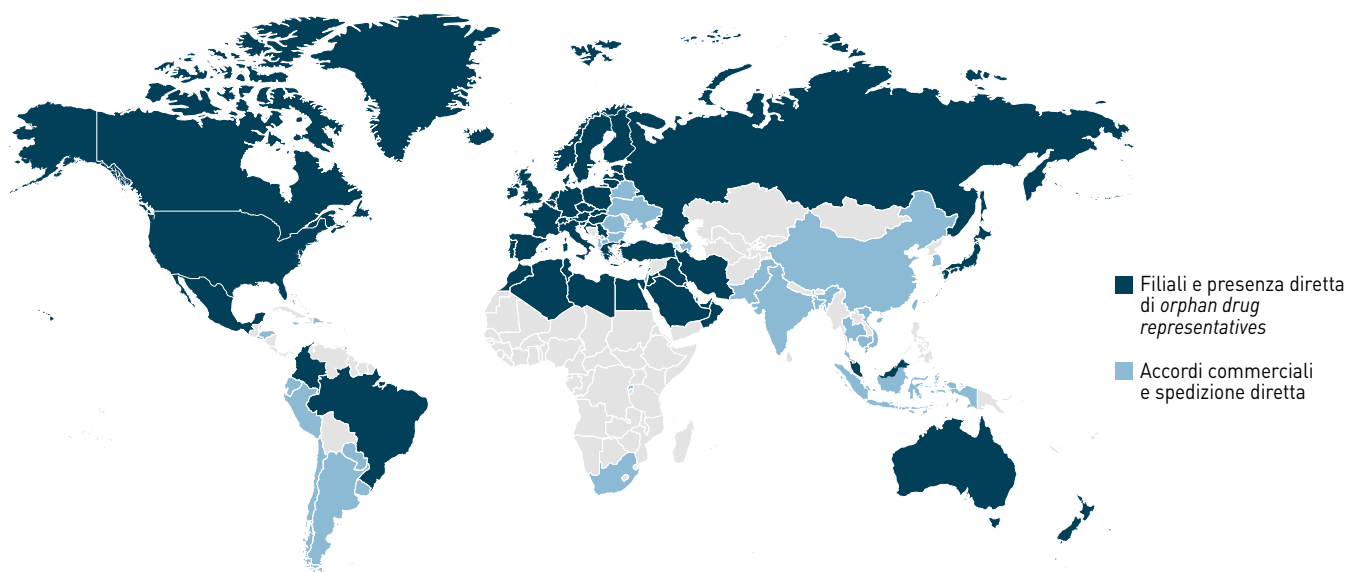 Filiali e presenza diretta
di orphan drug
representatives
Accordi commerciali
e spedizione diretta